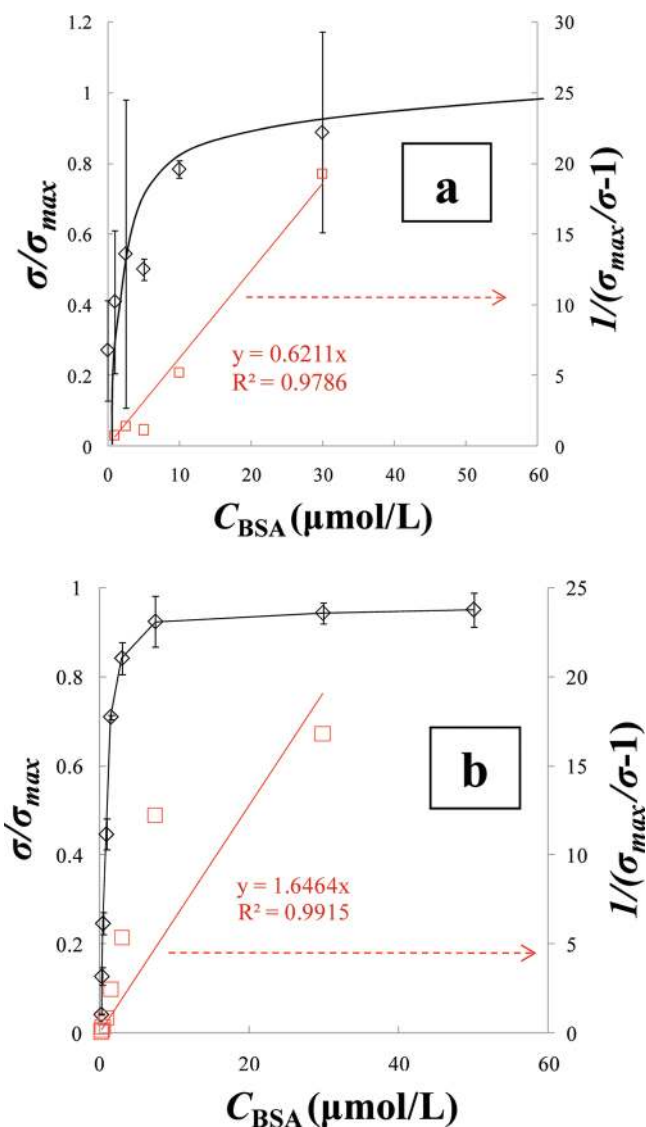 1.2
1
0.8
0.6
0.4
0.2
0
σ/σmax
30
25
20
15
10
5
0
1/(σmax/σ-1)
a
y = 0.6211x
R² = 0.9786
0 10 20 30 40 50 60
CBSA (µmol/L)
1
0.8
0.6
0.4
0.2
0
σ/σmax
25
20
15
10
5
0
1/(σmax/σ-1)
b
y = 1.6464x
R² = 0.9915
0 20 40 60
CBSA (µmol/L)